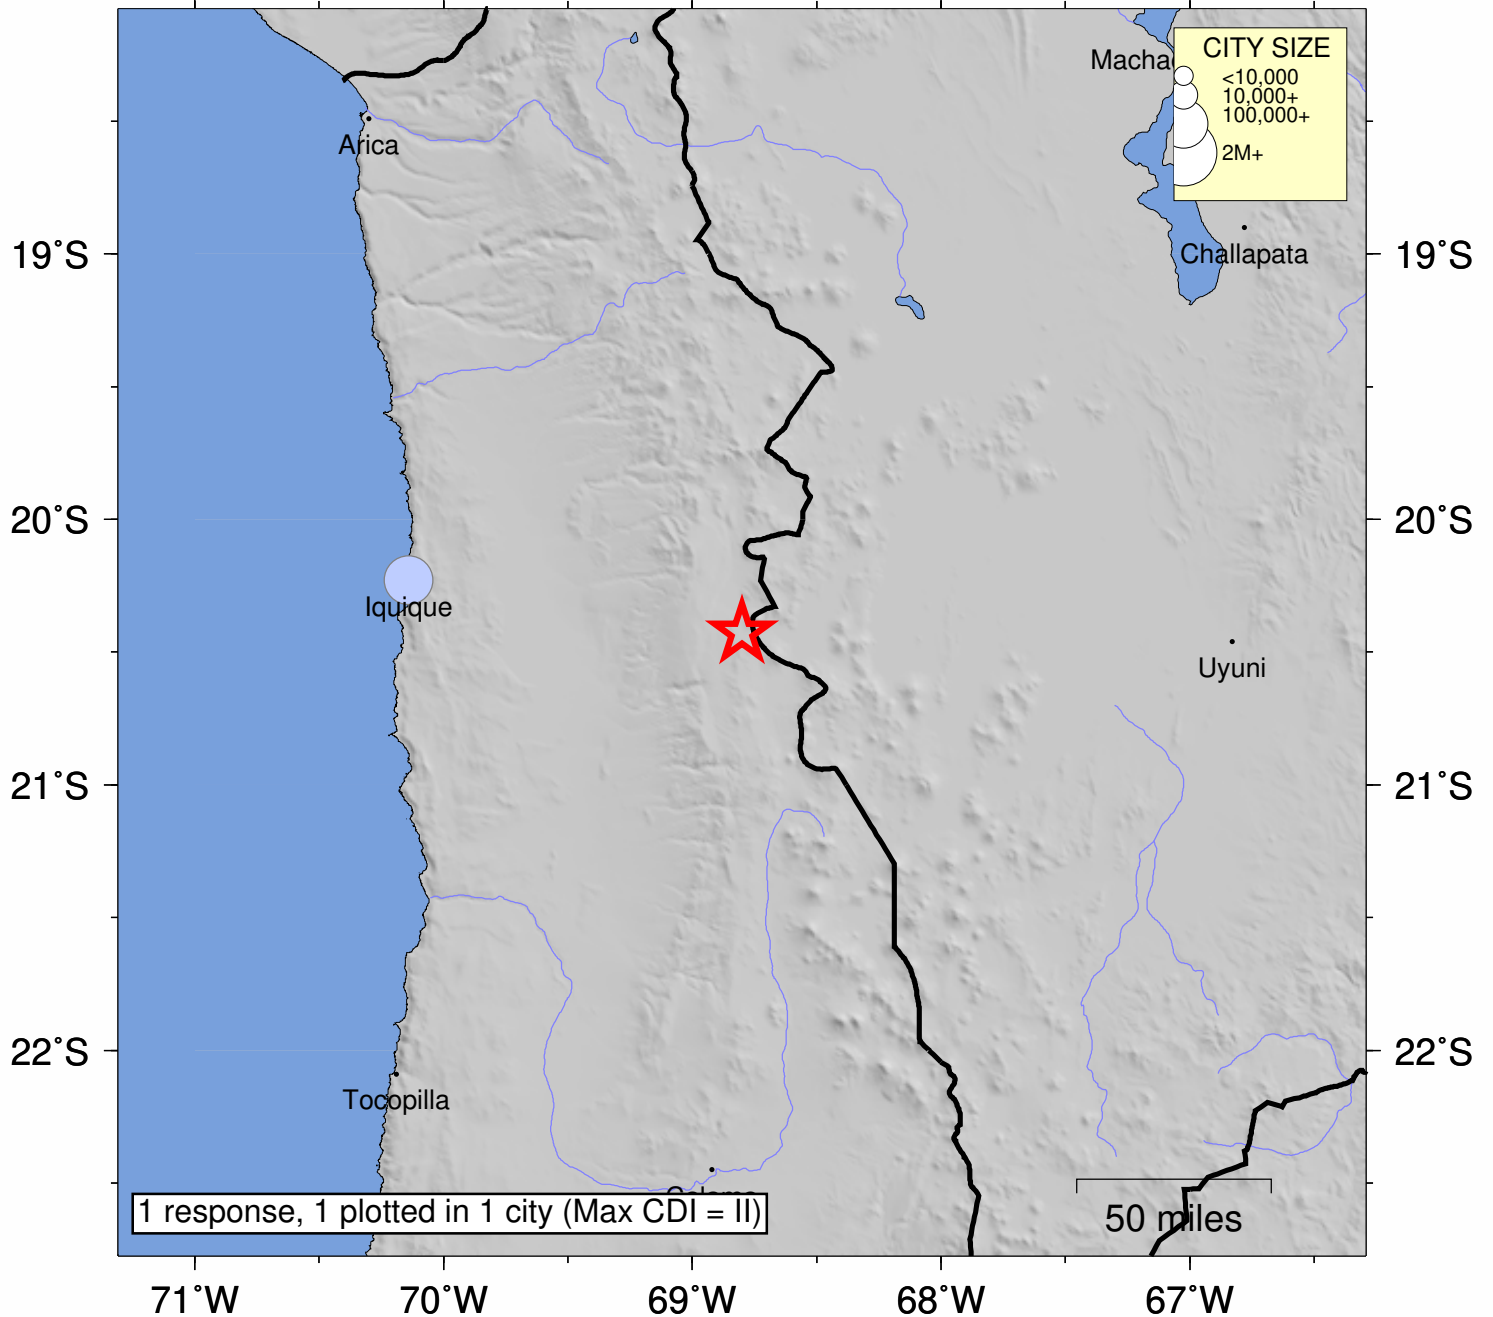 CITY SIZE
<10,000
10,000+
100,000+
2M+
Arica
Challapata
19°S
19°S
20°S
20°S
Iquique
Uyuni
21°S
21°S
22°S
22°S
Tocopilla
1 response, 1 plotted in 1 city (Max CDI = II)
50 miles
71°W
70°W
69°W
68°W
67°W